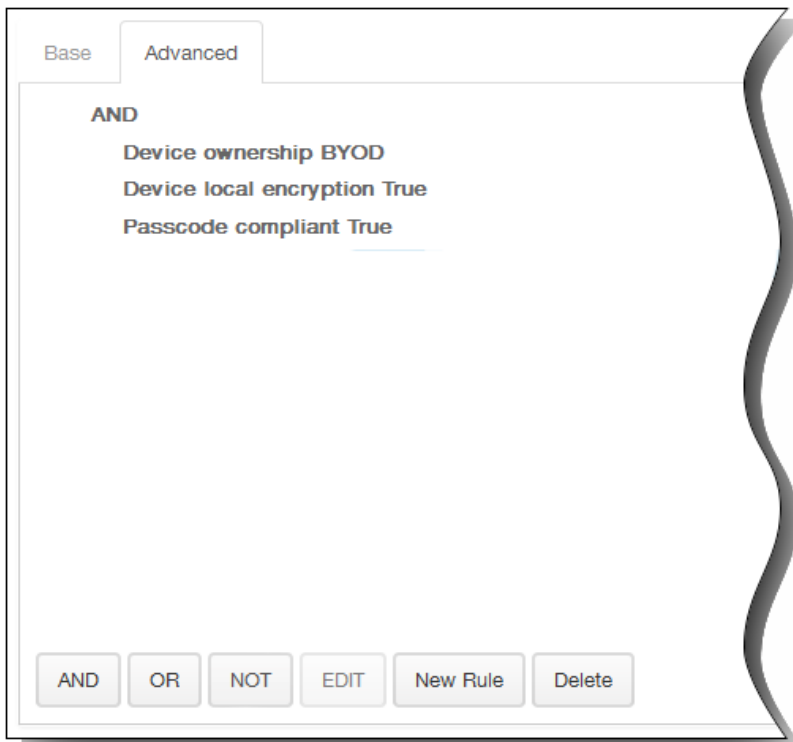 Base Advanced
AND
Device ownership BYOD
Device local encryption True
Passcode compliant True
AND OR NOT EDIT New Rule Delete